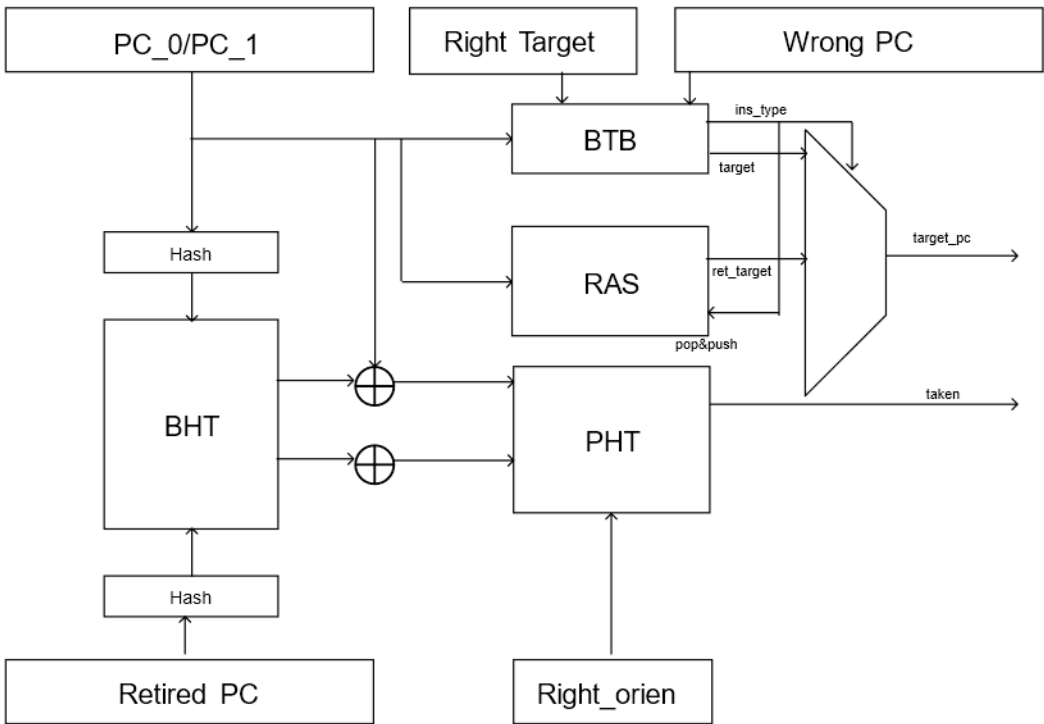 PC_0/PC_1
Right Target
Wrong PC
ins_type
BTB
target
Hash
target_pc
RAS
ret_target
pop&push
taken
BHT
PHT
Hash
Retired PC
Right_orien